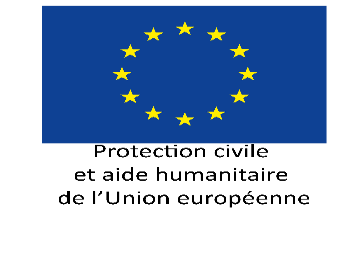 Protection civile
et aide humanitaire
de l’Union européenne